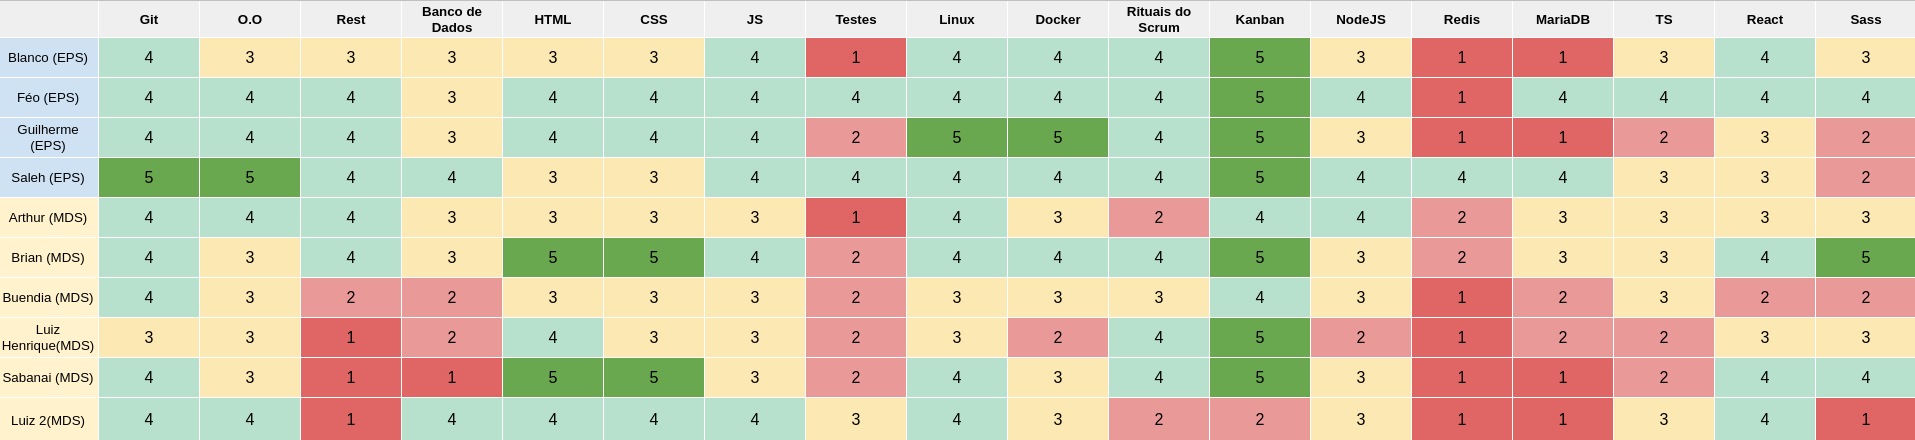 Git O.O Rest Banco de Dados HTML CSS JS Testes Linux Docker Rituais do Scrum Kanban NodeJS Redis MariaDB TS React Sass
Blanco (EPS) 4 3 3 3 3 3 4 1 4 4 4 5 3 1 1 3 4 3
Féo (EPS) 4 4 4 3 4 4 4 4 4 4 4 5 4 1 4 4 4 4
Guilherme (EPS) 4 4 4 3 4 4 4 2 5 5 4 5 3 1 1 2 3 2
Saleh (EPS) 5 5 4 4 3 3 4 4 4 4 4 5 4 4 4 3 3 2
Arthur (MDS) 4 4 4 3 3 3 3 1 4 3 2 4 4 2 3 3 3 3
Brian (MDS) 4 3 4 3 5 5 4 2 4 4 4 5 3 2 3 3 4 5
Buendia (MDS) 4 3 2 2 3 3 3 2 3 3 3 4 3 1 2 3 2 2
Luiz Henrique(MDS) 3 3 1 2 4 3 3 2 3 2 4 5 2 1 2 2 3 3
Sabanai (MDS) 4 3 1 1 5 5 3 2 4 3 4 5 3 1 1 2 4 4
Luiz 2(MDS) 4 4 1 4 4 4 4 3 4 3 2 2 3 1 1 3 4 1